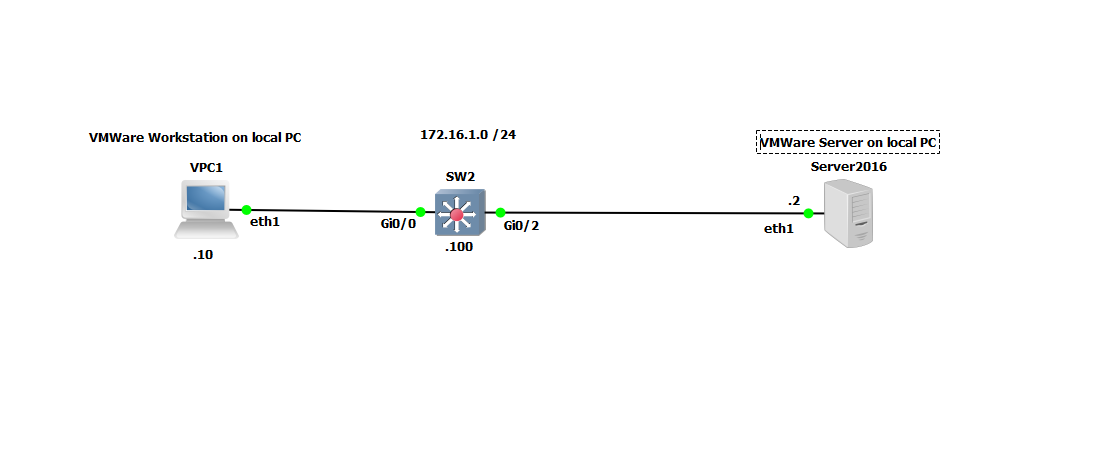 VMWare Workstation on local PC
VPC1
eth1
.10
172.16.1.0 /24
SW2
Gi0/0
Gi0/2
.100
VMWare Server on local PC
Server2016
.2
eth1